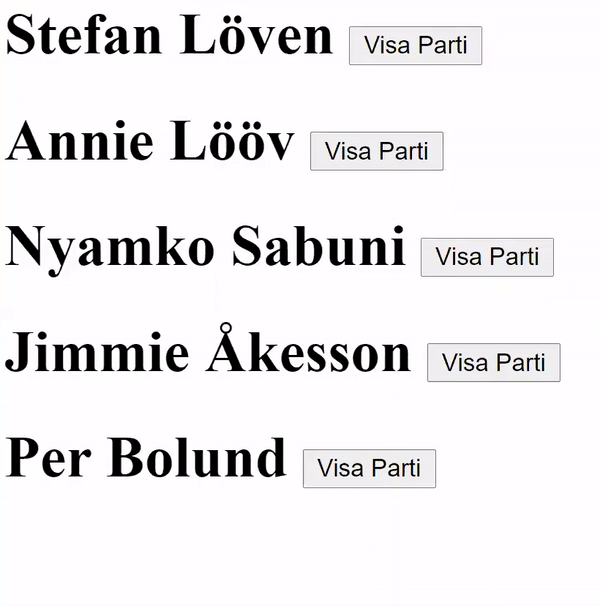 Stefan Löven Visa Parti
Annie Lööv Visa Parti
Nyamko Sabuni Visa Parti
Jimmie Åkesson Visa Parti
Per Bolund Visa Parti